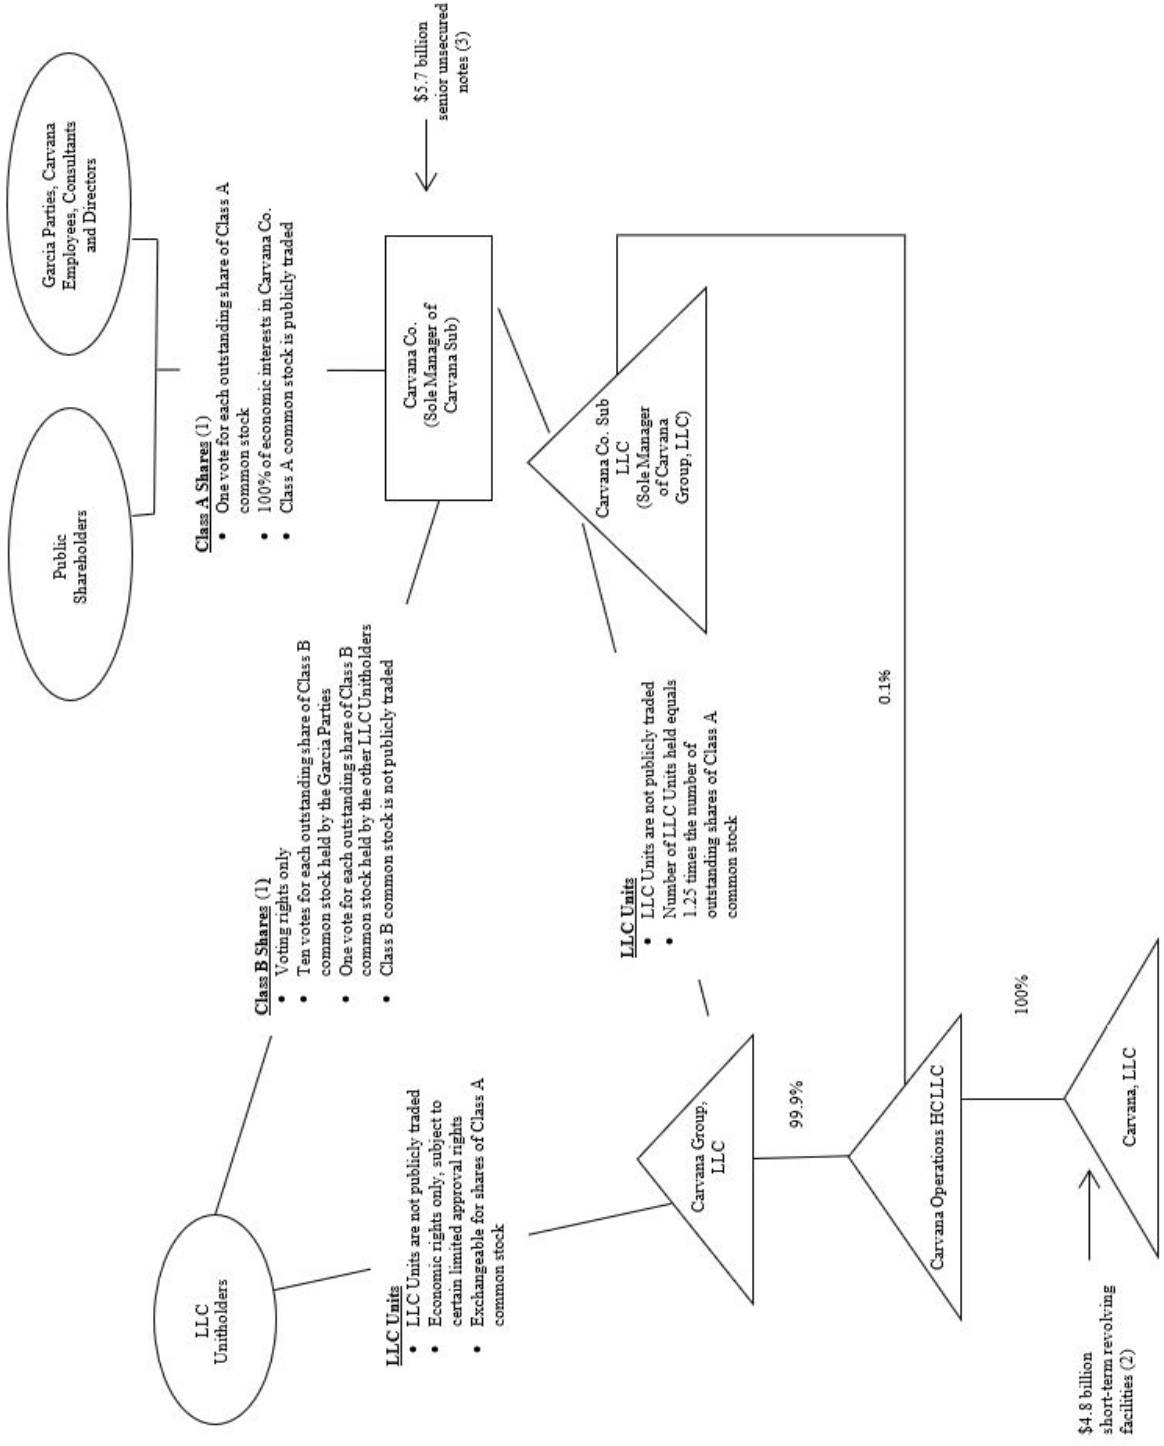 Public
Shareholders
Garcia Parties, Carvana
Employees, Consultants
and Directors
LLC
Unitholders
Class B Shares (1)
• Voting rights only
• Ten votes for each outstanding share of Class B
common stock held by the Garcia Parties
• One vote for each outstanding share of Class B
common stock held by the other LLC Unitholders
• Class B common stock is not publicly traded
Class A Shares (1)
• One vote for each outstanding share of Class A
common stock
• 100% of economic interests in Carvana Co.
• Class A common stock is publicly traded
LLC Units
• LLC Units are not publicly traded
• Economic rights only, subject to
certain limited approval rights
• Exchangeable for shares of Class A
common stock
Carvana Co.
(Sole Manager of
Carvana Sub)
$5.7 billion
senior unsecured
notes (3)
LLC Units
• LLC Units are not publicly traded
• Number of LLC Units held equals
1.25 times the number of
outstanding shares of Class A
common stock
Carvana Co. Sub
LLC
(Sole Manager
of Carvana
Group, LLC)
Carvana Group,
LLC
99.9%
0.1%
Carvana Operations HC LLC
100%
$4.8 billion
short-term revolving
facilities (2)
Carvana, LLC